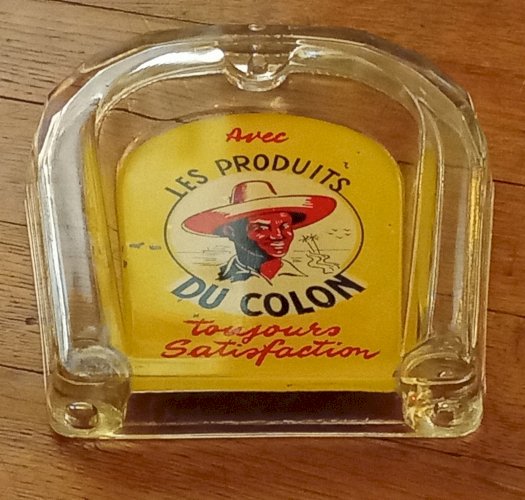 Avec
LES PRODUITS
DU COLON
toujours
Satisfaction